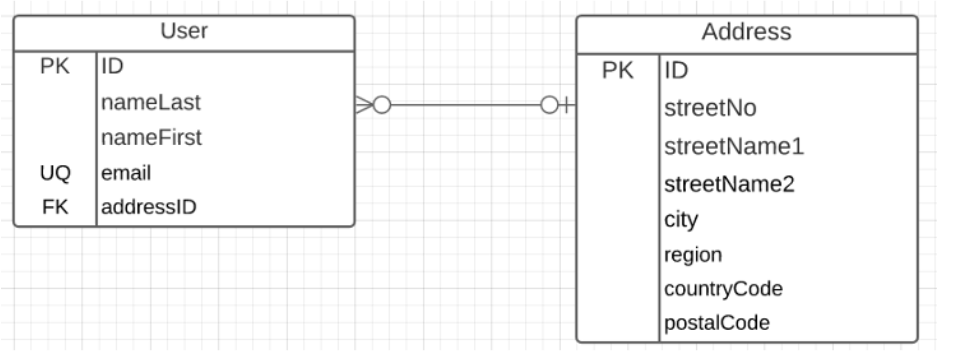 User
PK ID
nameLast
nameFirst
UQ email
FK addressID
Address
PK ID
streetNo
streetName1
streetName2
city
region
countryCode
postalCode